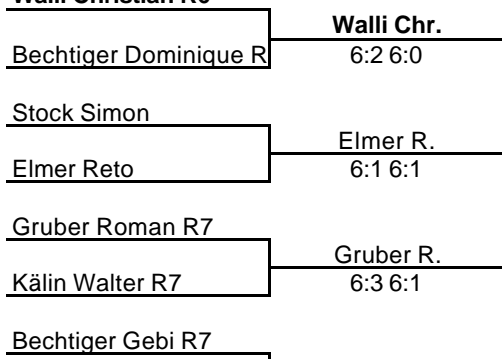 Walli Christian R6
Walli Chr.
Bechtiger Dominique R
6:2 6:0
Stock Simon
Elmer R.
Elmer Reto
6:1 6:1
Gruber Roman R7
Gruber R.
Kälin Walter R7
6:3 6:1
Bechtiger Gebi R7